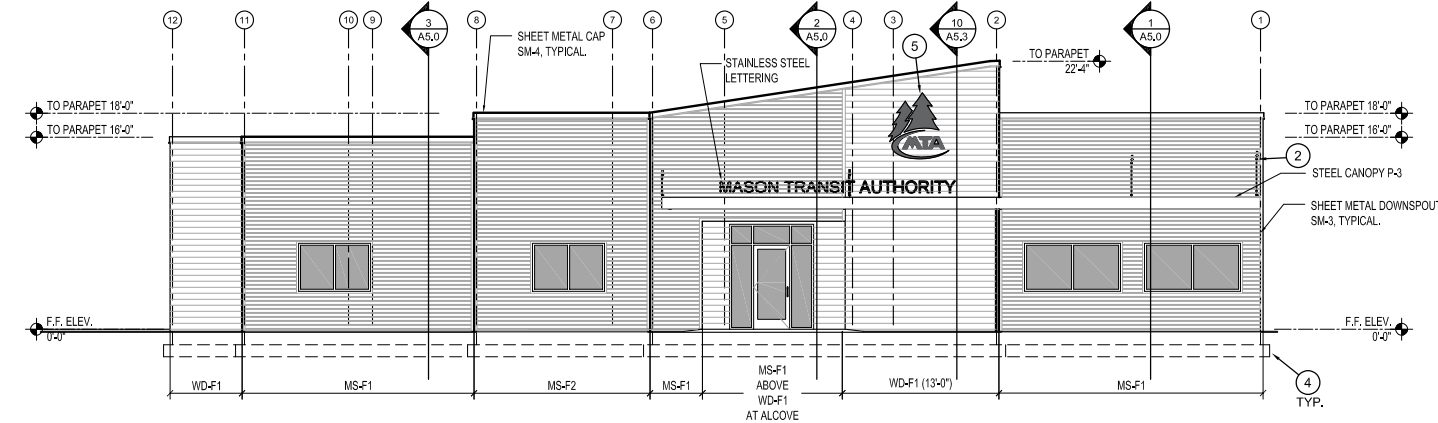 12
11
10
9
3
A5.0
8
7
6
5
2
A5.0
4
3
10
A5.3
2
1
A5.0
1
SHEET METAL CAP
SM-4, TYPICAL.
STAINLESS STEEL
LETTERING
5
TO PARAPET
22'-4"
TO PARAPET 18'-0"
TO PARAPET 16'-0"
TO PARAPET 18'-0"
TO PARAPET 16'-0"
MTA
2
STEEL CANOPY P-3
MASON TRANSIT AUTHORITY
SHEET METAL DOWNSPOUT
SM-3, TYPICAL.
F.F. ELEV.
0'-0"
F.F. ELEV.
0'-0"
WD-F1
MS-F1
MS-F2
MS-F1
MS-F1
ABOVE
WD-F1
AT ALCOVE
WD-F1 (13'-0")
MS-F1
4
TYP.